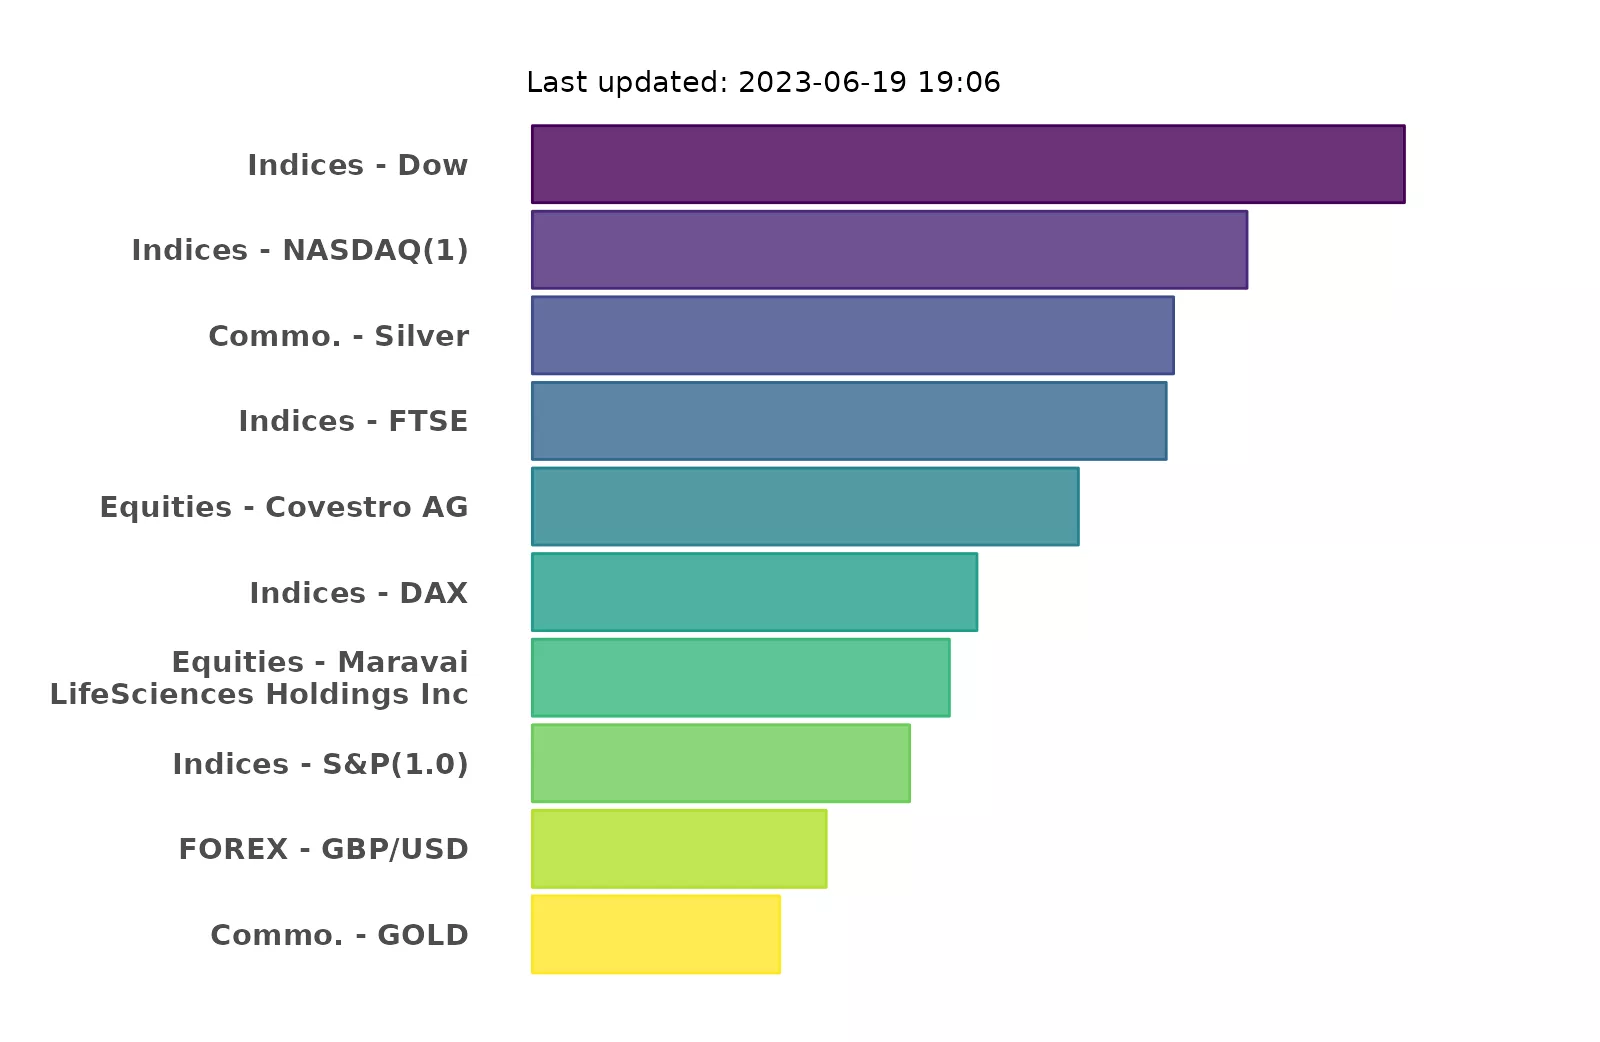 Last updated: 2023-06-19 19:06
Indices - Dow
Indices - NASDAQ(1)
Commo. - Silver
Indices - FTSE
Equities - Covestro AG
Indices - DAX
Equities - Maravai
LifeSciences Holdings Inc
Indices - S&P(1.0)
FOREX - GBP/USD
Commo. - GOLD